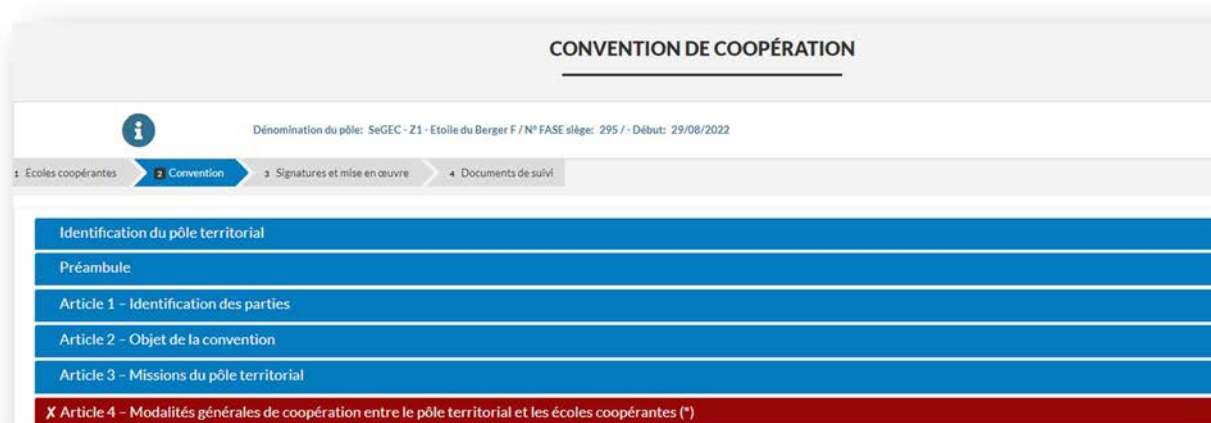 CONVENTION DE COOPÉRATION
Dénomination du pôle: SeGEC - Z1 - Etoile du Berger F / N° FASE siège: 295 / - Début: 29/08/2022
1 Écoles coopérantes 2 Convention 3 Signatures et mise en œuvre 4 Documents de suivi
Identification du pôle territorial
Préambule
Article 1 – Identification des parties
Article 2 – Objet de la convention
Article 3 – Missions du pôle territorial
✗ Article 4 – Modalités générales de coopération entre le pôle territorial et les écoles coopérantes (*)